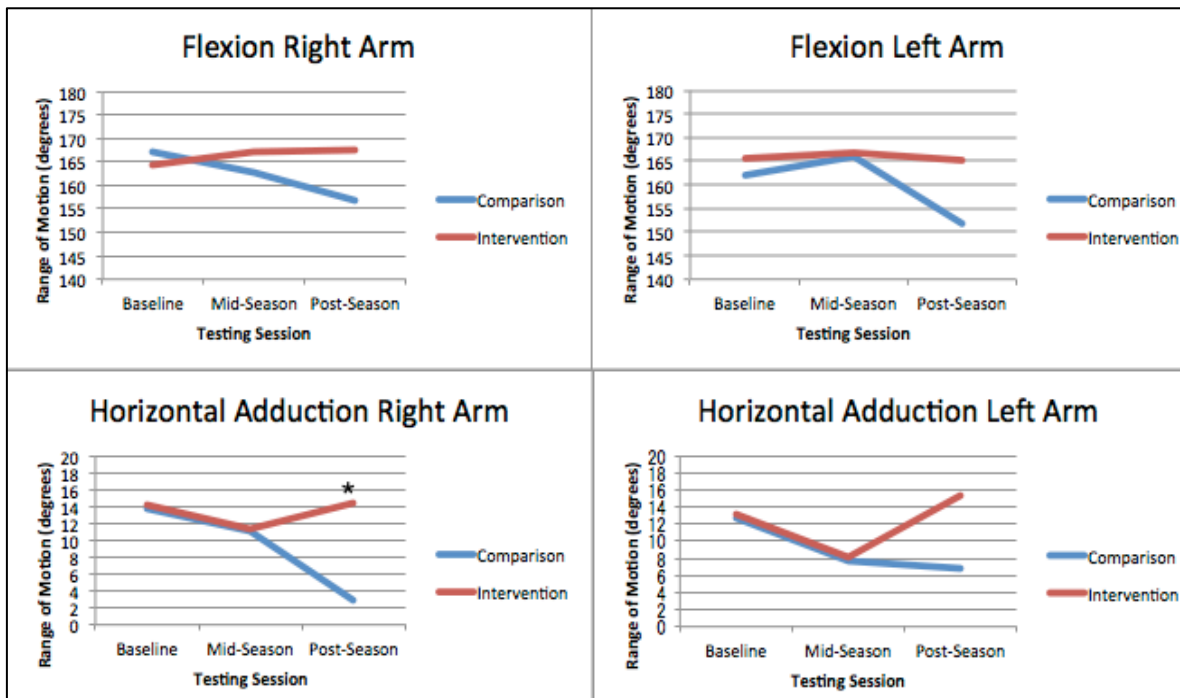 Flexion Right Arm
Range of Motion (degrees)
180
175
170
165
160
155
150
145
140
Baseline Mid-Season Post-Season
Testing Session
Comparison
Intervention
Flexion Left Arm
Range of Motion (degrees)
180
175
170
165
160
155
150
145
140
Baseline Mid-Season Post-Season
Testing Session
Comparison
Intervention
Horizontal Adduction Right Arm
Range of Motion (degrees)
20
18
16
14
12
10
8
6
4
2
0
*
Baseline Mid-Season Post-Season
Testing Session
Comparison
Intervention
Horizontal Adduction Left Arm
Range of Motion (degrees)
20
18
16
14
12
10
8
6
4
2
0
Baseline Mid-Season Post-Season
Testing Session
Comparison
Intervention